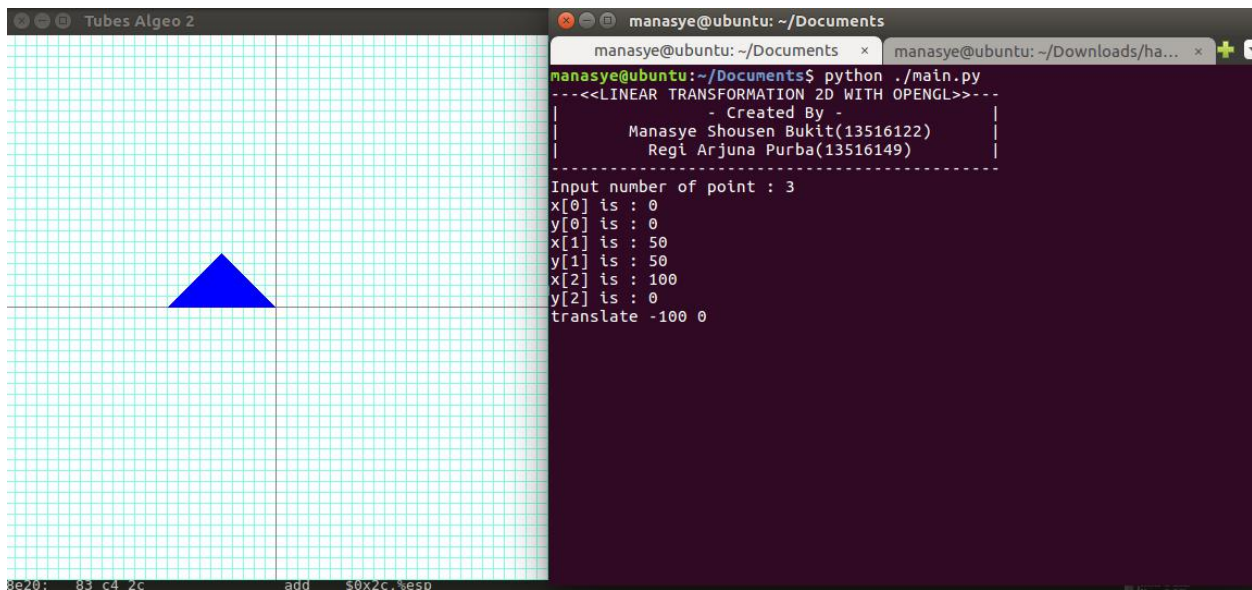 Tubes Algeo 2
manasye@ubuntu: ~/Documents
manasye@ubuntu: ~/Documents ×
manasye@ubuntu: ~/Downloads/ha... ×
manasye@ubuntu:~/Documents$ python ./main.py
---<<LINEAR TRANSFORMATION 2D WITH OPENGL>>---
| - Created By - |
| Manasye Shousen Bukit(13516122) |
| Regi Arjuna Purba(13516149) |
----------------------------------------------
Input number of point : 3
x[0] is : 0
y[0] is : 0
x[1] is : 50
y[1] is : 50
x[2] is : 100
y[2] is : 0
translate -100 0
8e20: 83 c4 2c add $0x2c,%esp